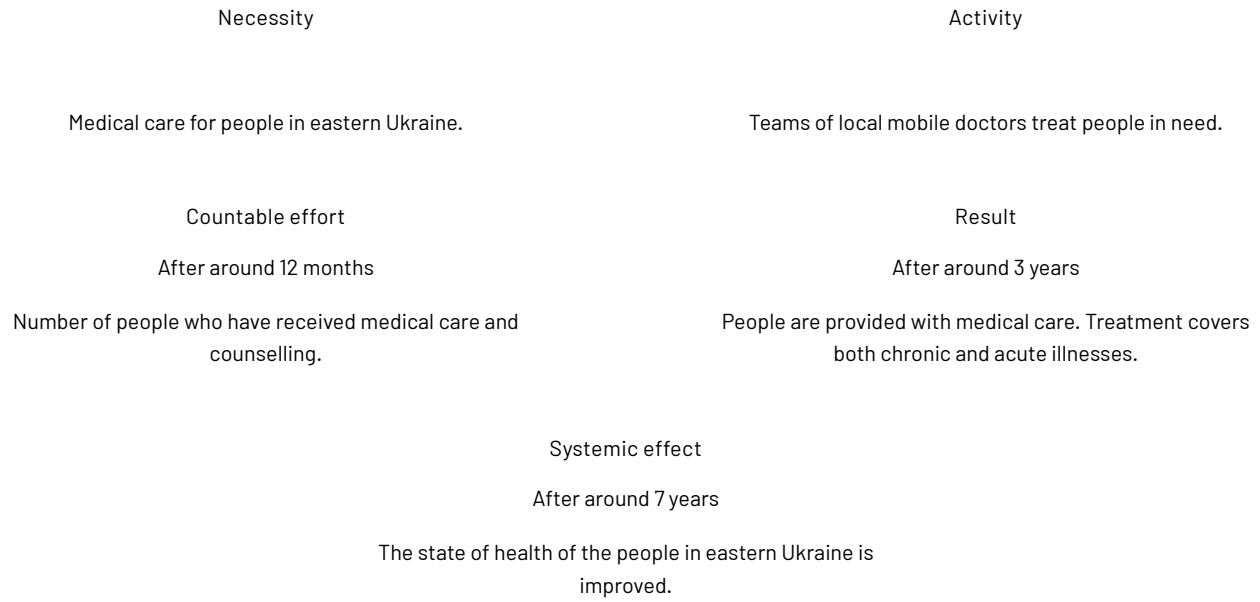 Necessity
Medical care for people in eastern Ukraine.
Activity
Teams of local mobile doctors treat people in need.
Countable effort
After around 12 months
Number of people who have received medical care and
counselling.
Result
After around 3 years
People are provided with medical care. Treatment covers
both chronic and acute illnesses.
Systemic effect
After around 7 years
The state of health of the people in eastern Ukraine is
improved.